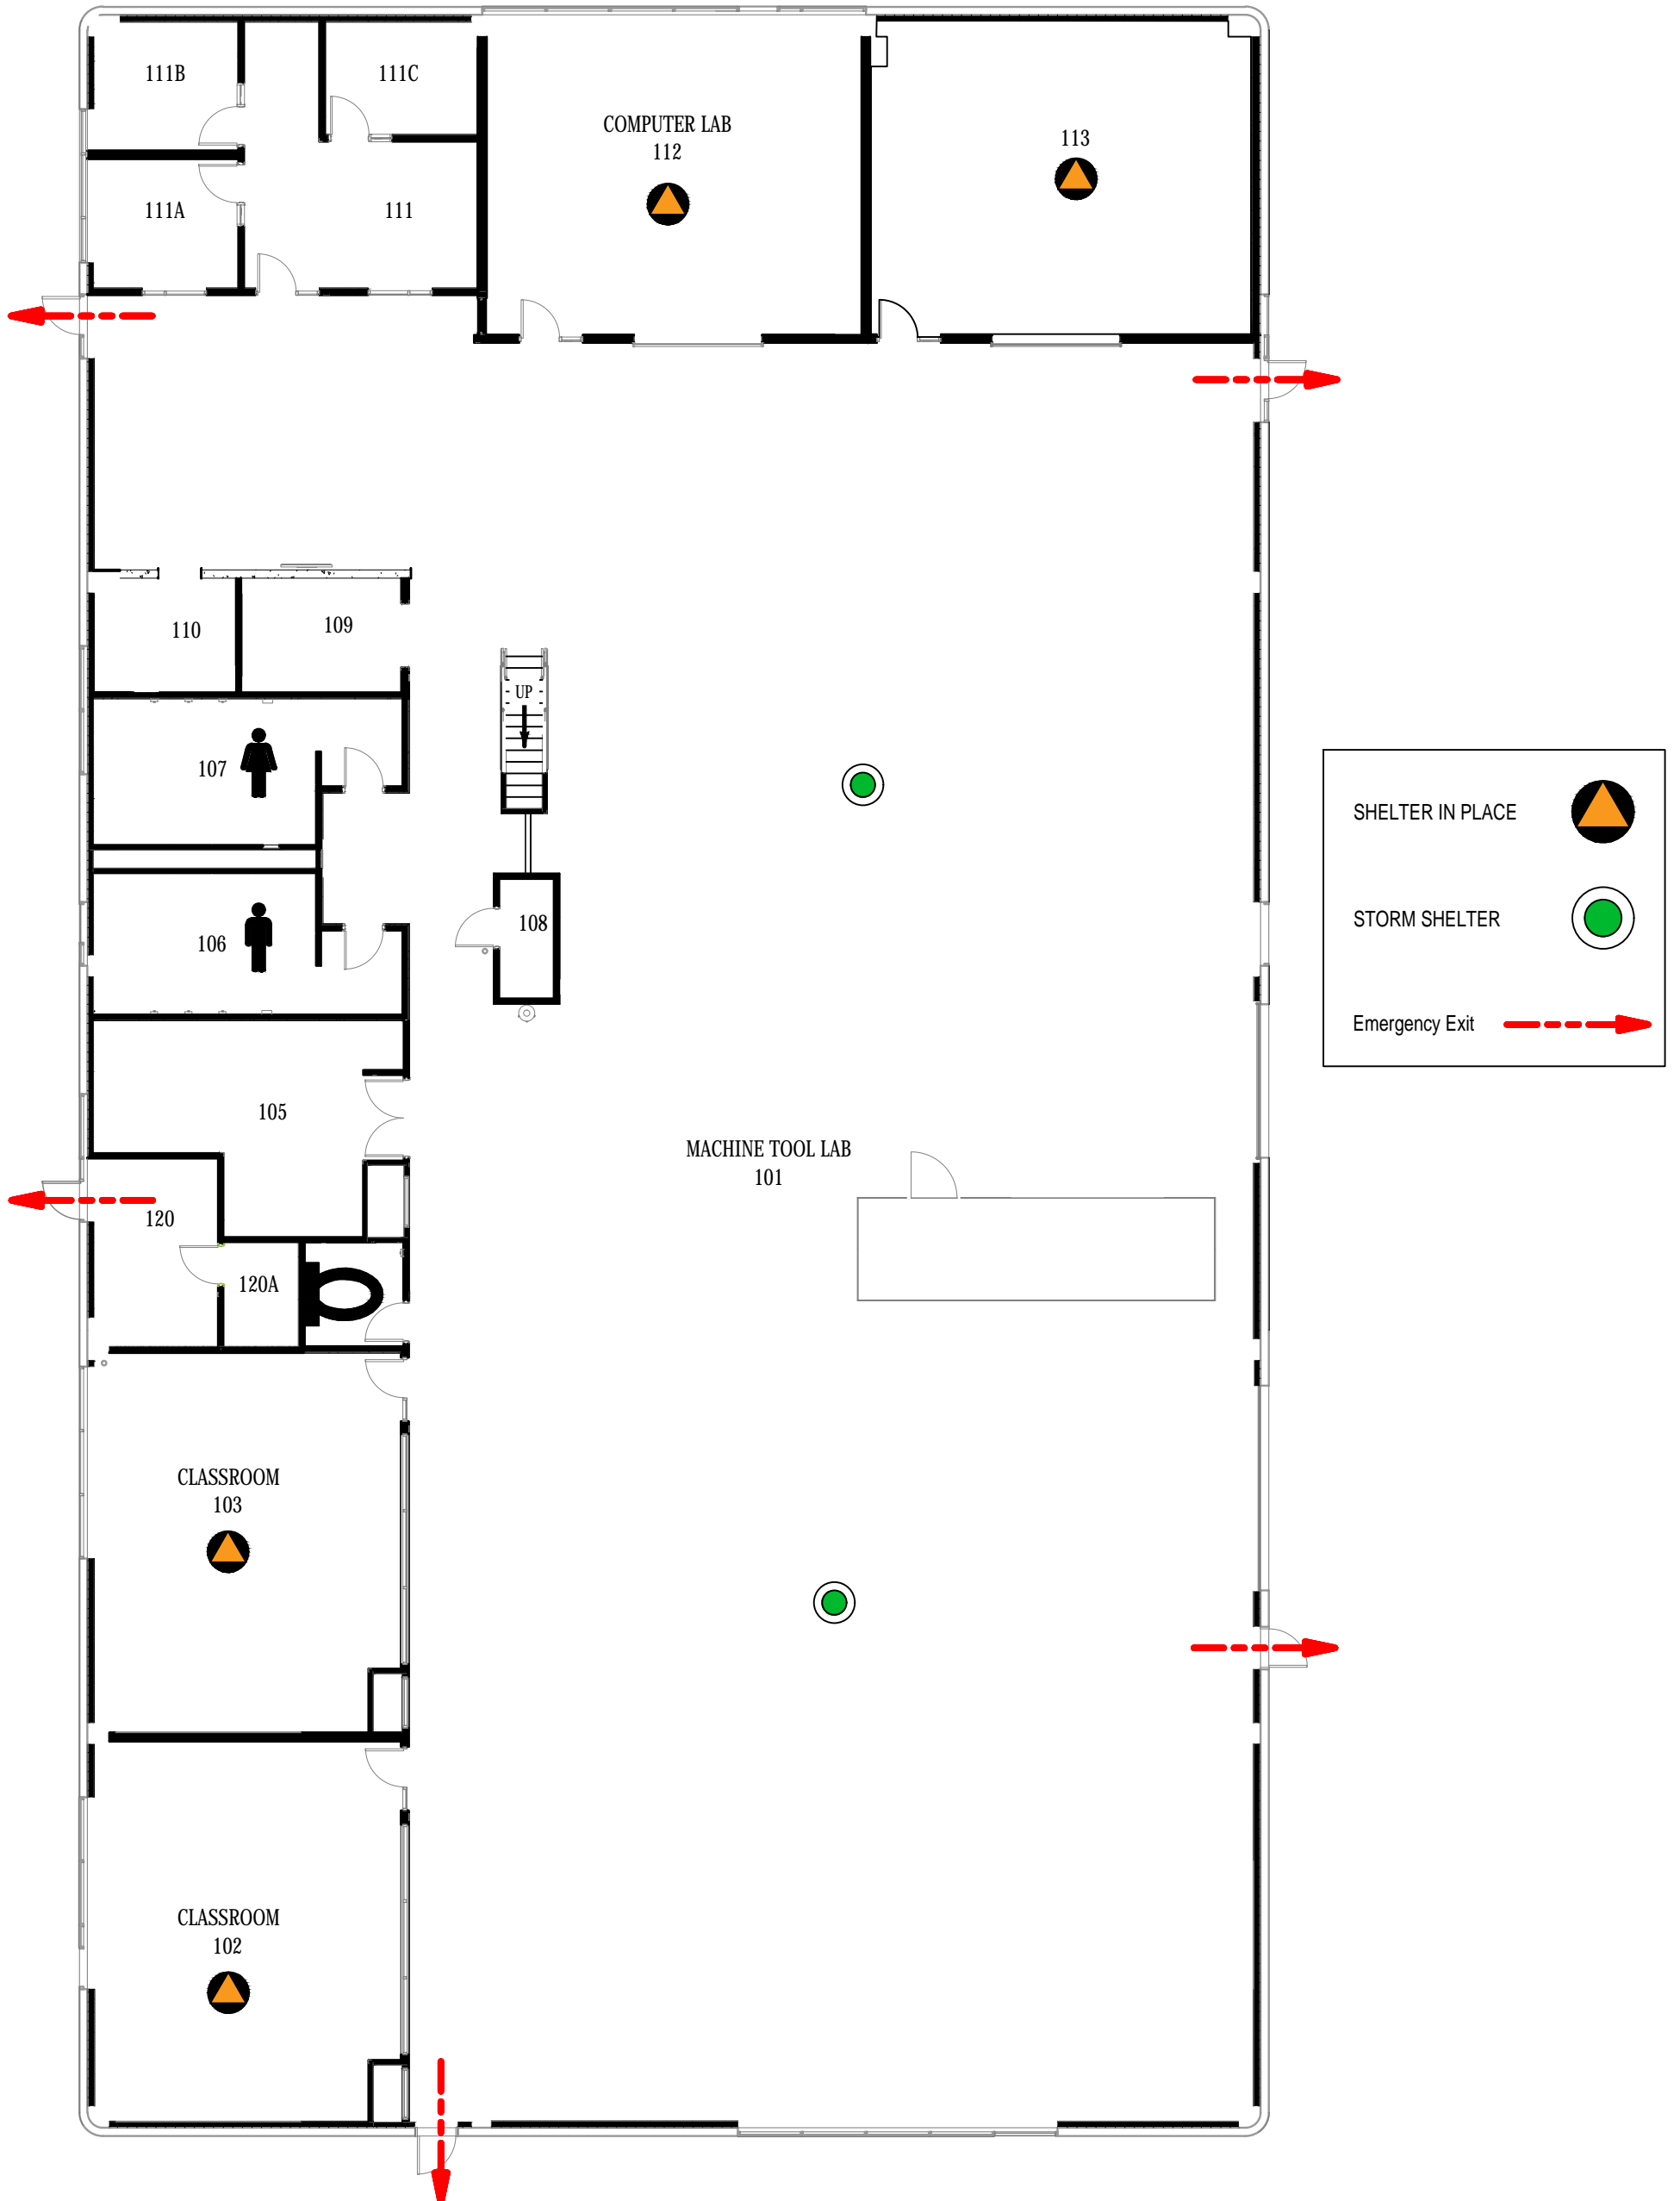 111B
111C
COMPUTER LAB
112
113
111A
111
110
109
UP
107
108
106
SHELTER IN PLACE
STORM SHELTER
Emergency Exit
105
MACHINE TOOL LAB
101
120
120A
CLASSROOM
103
CLASSROOM
102